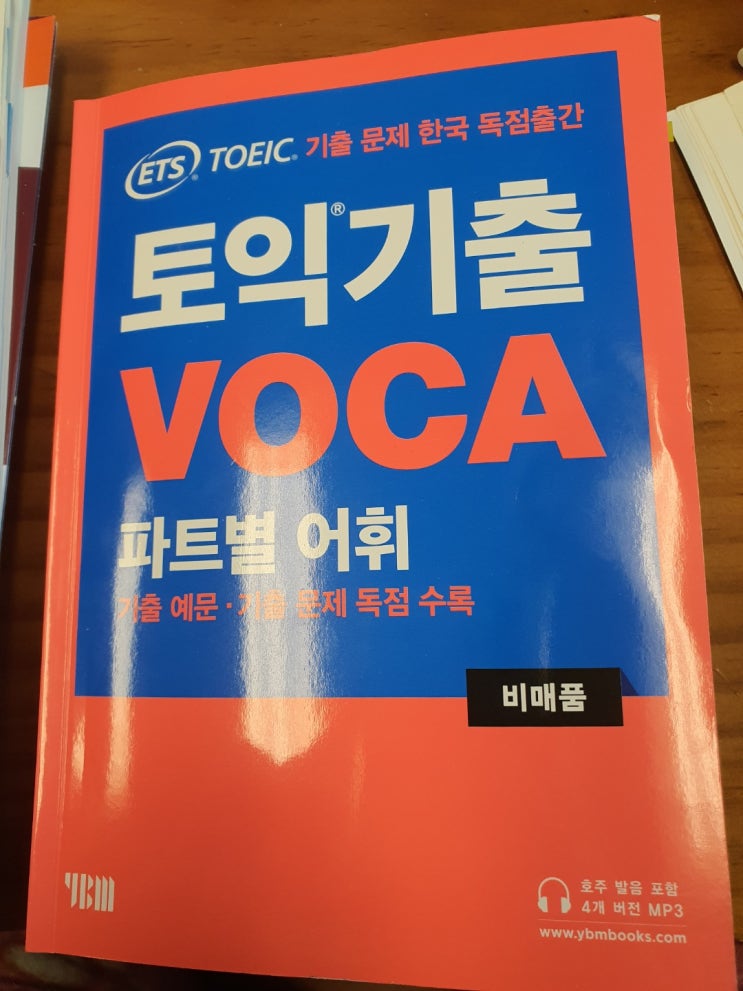 ETS® TOEIC® 기출 문제 한국 독점출간
토익®기출
VOCA
파트별 어휘
기출 예문·기출 문제 독점 수록
비매품
YBM
호주 발음 포함
4개 버전 MP3
www.ybmbooks.com